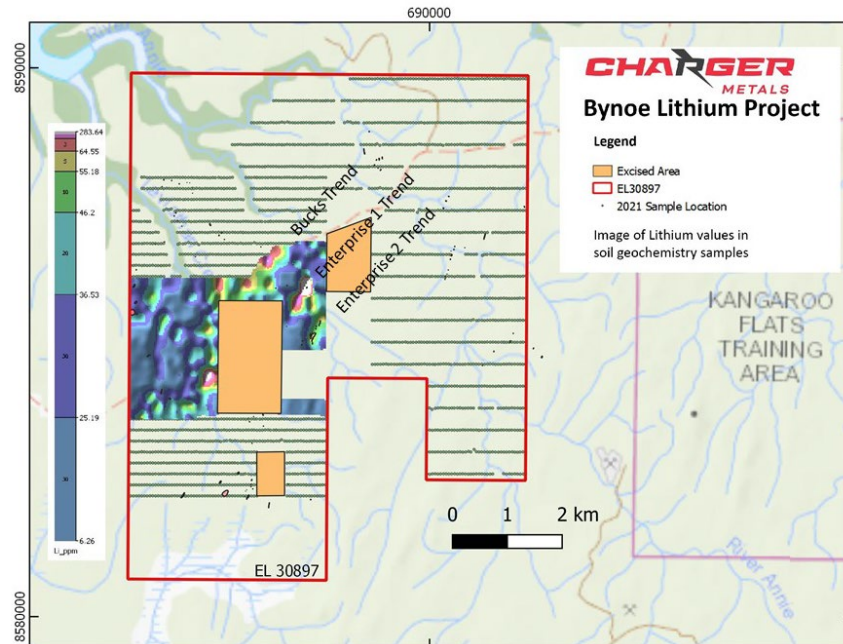 690000
8590000
8580000
River Annie
CHARGER
METALS
Bynoe Lithium Project
Legend
Excised Area
EL30897
2021 Sample Location
Image of Lithium values in
soil geochemistry samples
283.64
64.55
55.18
46.2
36.53
25.19
6.26
Li_ppm
Bucks Trend
Enterprise 1 Trend
Enterprise 2 Trend
KANGAROO
FLATS
TRAINING
AREA
0 1 2 km
EL 30897
River Annie